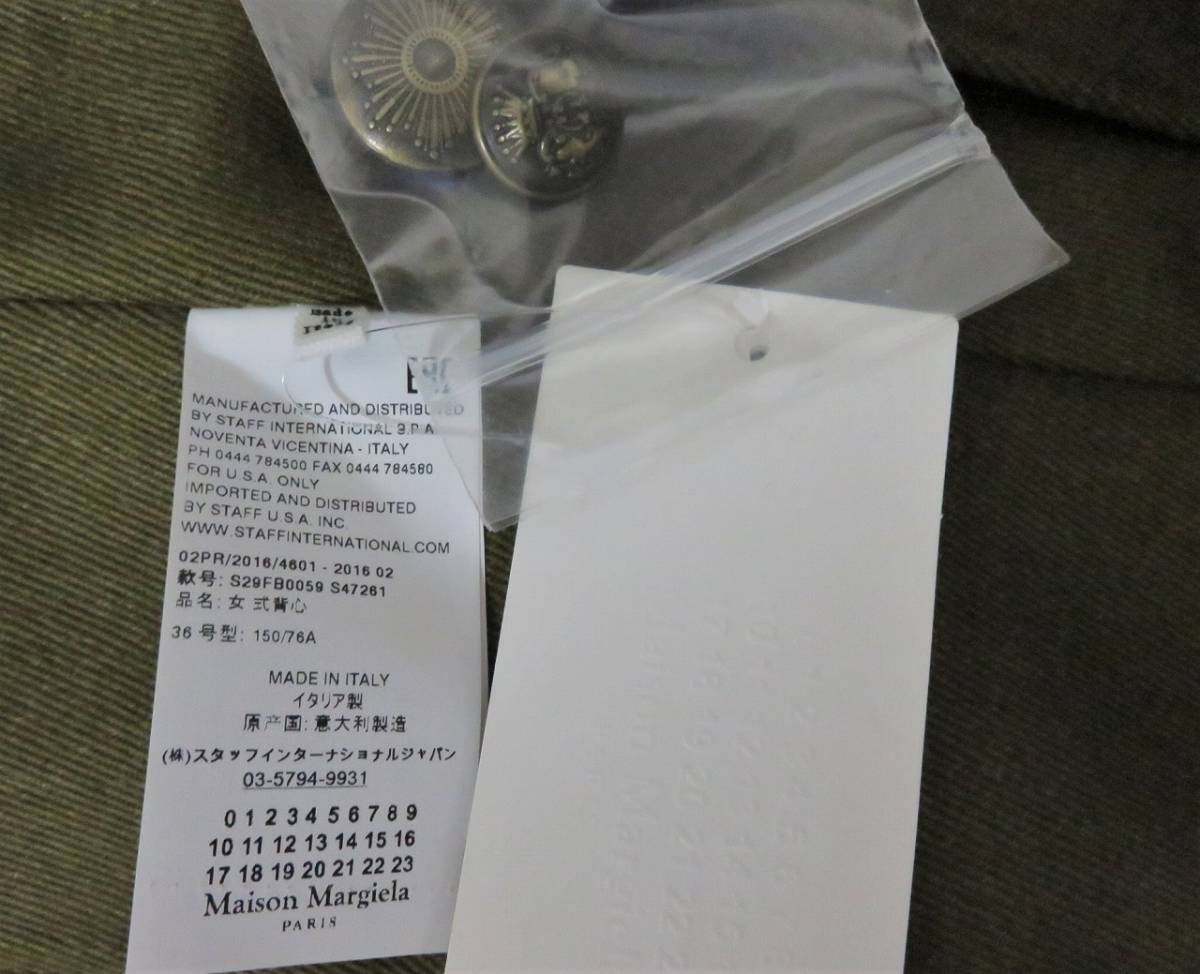 MANUFACTURED AND DISTRIBUTED
BY STAFF INTERNATIONAL S.P.A
NOVENTA VICENTINA - ITALY
PH 0444 784500 FAX 0444 784580
FOR U.S.A. ONLY
IMPORTED AND DISTRIBUTED
BY STAFF U.S.A. INC.
WWW.STAFFINTERNATIONAL.COM
02PR/2016/4601 - 2016 02
款号: S29FB0059 S47261
品名: 女 式背心
36 号型: 150/76A
MADE IN ITALY
イタリア製
原产国: 意大利製造
(株)スタッフインターナショナルジャパン
03-5794-9931
0 1 2 3 4 5 6 7 8 9
10 11 12 13 14 15 16
17 18 19 20 21 22 23
Maison Margiela
PARIS